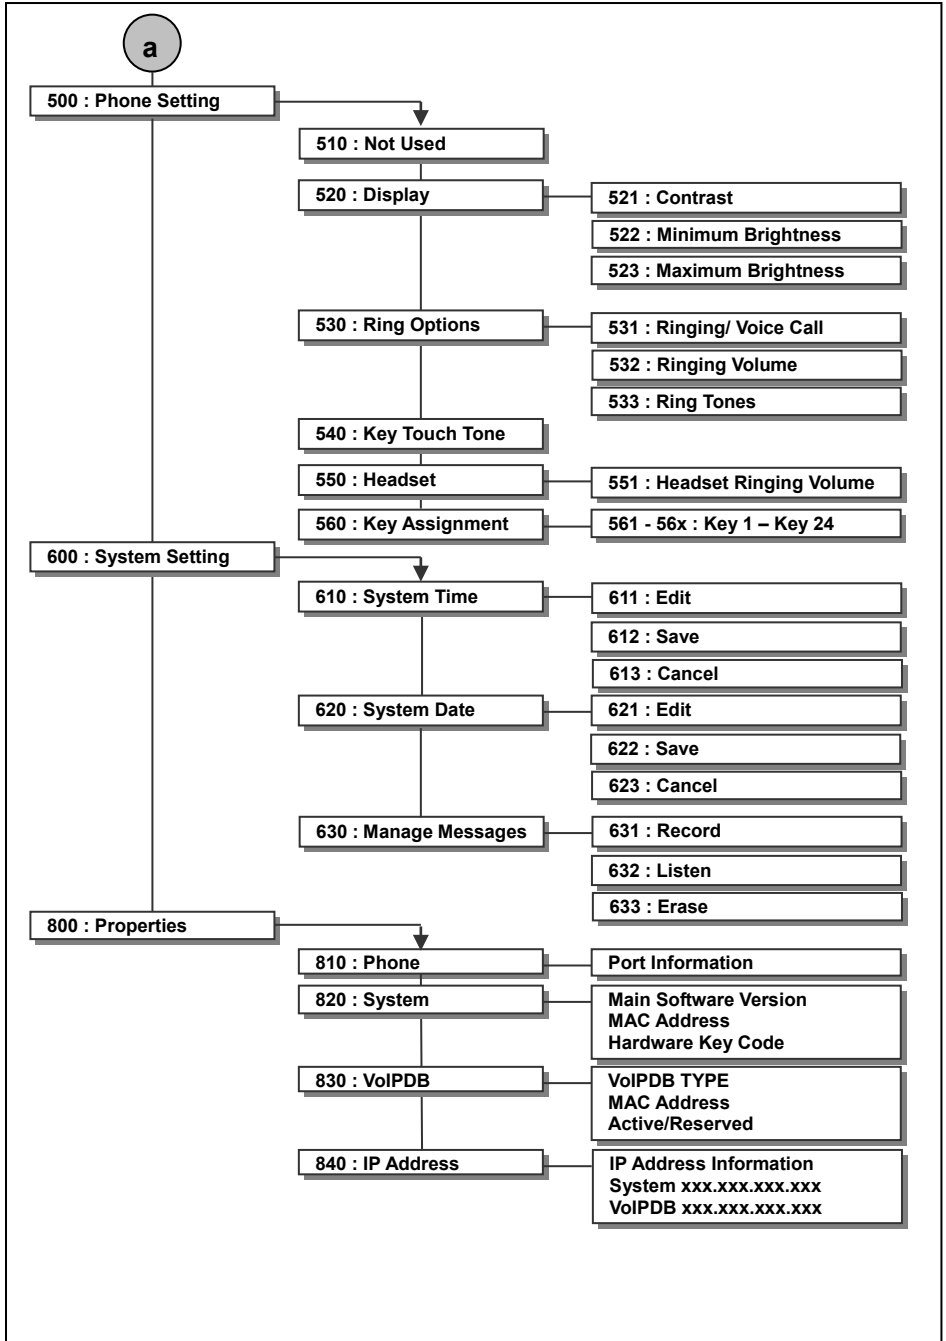 a
500 : Phone Setting
510 : Not Used
520 : Display
521 : Contrast
522 : Minimum Brightness
523 : Maximum Brightness
530 : Ring Options
531 : Ringing/ Voice Call
532 : Ringing Volume
533 : Ring Tones
540 : Key Touch Tone
550 : Headset
551 : Headset Ringing Volume
560 : Key Assignment
561 - 56x : Key 1 – Key 24
600 : System Setting
610 : System Time
611 : Edit
612 : Save
613 : Cancel
620 : System Date
621 : Edit
622 : Save
623 : Cancel
630 : Manage Messages
631 : Record
632 : Listen
633 : Erase
800 : Properties
810 : Phone
Port Information
820 : System
Main Software Version
MAC Address
Hardware Key Code
830 : VoIPDB
VoIPDB TYPE
MAC Address
Active/Reserved
840 : IP Address
IP Address Information
System xxx.xxx.xxx.xxx
VoIPDB xxx.xxx.xxx.xxx